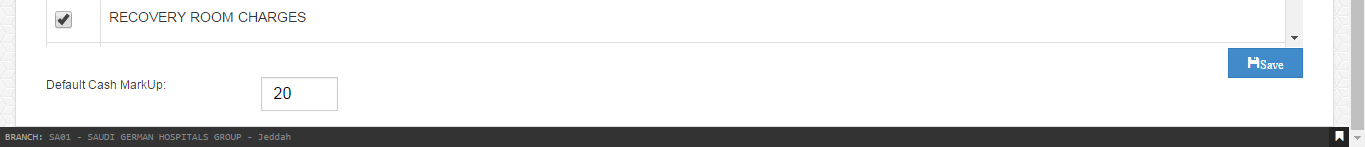 RECOVERY ROOM CHARGES
Save
Default Cash MarkUp:
20
BRANCH: SA01 - SAUDI GERMAN HOSPITALS GROUP - Jeddah